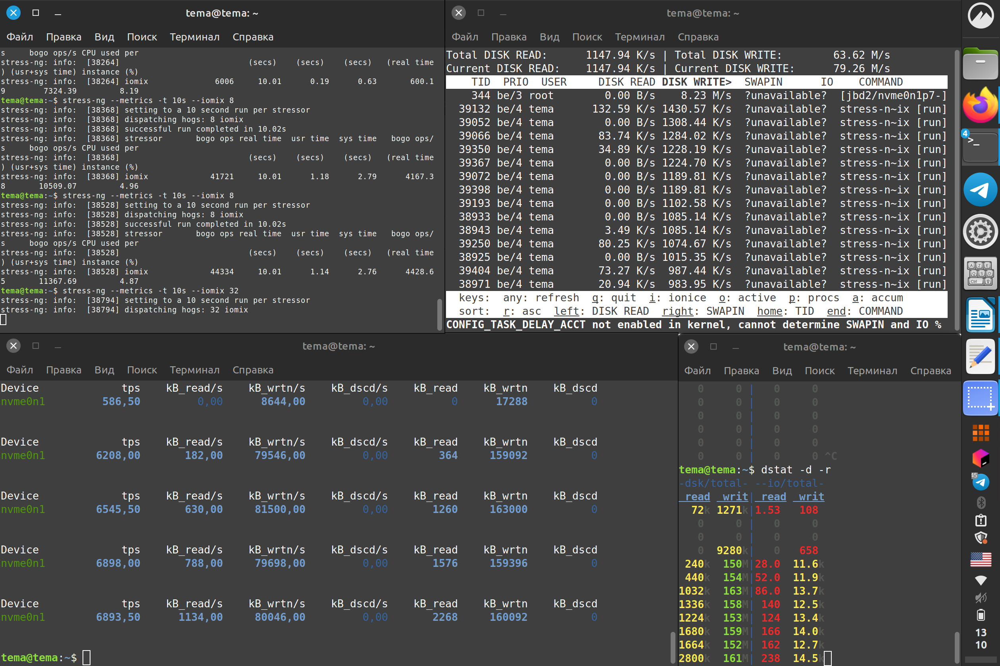 tema@tema: ~
Файл Правка Вид Поиск Терминал Справка
s     bogo ops/s CPU used per
stress-ng: info:  [38264]                           (secs)    (secs)    (secs)   (real time
) (usr+sys time) instance (%)
stress-ng: info:  [38264] iomix              6006     10.01      0.19      0.63       600.1
9        7324.39         8.19
tema@tema:~$ stress-ng --metrics -t 10s --iomix 8
stress-ng: info:  [38368] setting to a 10 second run per stressor
stress-ng: info:  [38368] dispatching hogs: 8 iomix
stress-ng: info:  [38368] successful run completed in 10.02s
stress-ng: info:  [38368] stressor       bogo ops real time  usr time  sys time   bogo ops/
s     bogo ops/s CPU used per
stress-ng: info:  [38368]                           (secs)    (secs)    (secs)   (real time
) (usr+sys time) instance (%)
stress-ng: info:  [38368] iomix             41721     10.01      1.18      2.79      4167.3
8       10509.07         4.96
tema@tema:~$ stress-ng --metrics -t 10s --iomix 8
stress-ng: info:  [38528] setting to a 10 second run per stressor
stress-ng: info:  [38528] dispatching hogs: 8 iomix
stress-ng: info:  [38528] successful run completed in 10.02s
stress-ng: info:  [38528] stressor       bogo ops real time  usr time  sys time   bogo ops/
s     bogo ops/s CPU used per
stress-ng: info:  [38528]                           (secs)    (secs)    (secs)   (real time
) (usr+sys time) instance (%)
stress-ng: info:  [38528] iomix             44334     10.01      1.14      2.76      4428.6
5       11367.69         4.87
tema@tema:~$ stress-ng --metrics -t 10s --iomix 32
stress-ng: info:  [38794] setting to a 10 second run per stressor
stress-ng: info:  [38794] dispatching hogs: 32 iomix
tema@tema: ~
Файл Правка Вид Поиск Терминал Справка
Total DISK READ:      1147.94 K/s | Total DISK WRITE:        63.62 M/s
Current DISK READ:    1147.94 K/s | Current DISK WRITE:      79.26 M/s
TID  PRIO  USER     DISK READ DISK WRITE>  SWAPIN      IO    COMMAND
344 be/3 root        0.00 B/s    8.23 M/s  ?unavailable?  [jbd2/nvme0n1p7-]
39132 be/4 tema      132.59 K/s 1430.57 K/s  ?unavailable?  stress-n~ix [run]
39052 be/4 tema        0.00 B/s 1308.44 K/s  ?unavailable?  stress-n~ix [run]
39066 be/4 tema       83.74 K/s 1284.02 K/s  ?unavailable?  stress-n~ix [run]
39350 be/4 tema       34.89 K/s 1228.19 K/s  ?unavailable?  stress-n~ix [run]
39367 be/4 tema        0.00 B/s 1224.70 K/s  ?unavailable?  stress-n~ix [run]
39072 be/4 tema        0.00 B/s 1189.81 K/s  ?unavailable?  stress-n~ix [run]
39398 be/4 tema        0.00 B/s 1189.81 K/s  ?unavailable?  stress-n~ix [run]
39193 be/4 tema        0.00 B/s 1102.58 K/s  ?unavailable?  stress-n~ix [run]
38933 be/4 tema        0.00 B/s 1085.14 K/s  ?unavailable?  stress-n~ix [run]
38943 be/4 tema        3.49 K/s 1085.14 K/s  ?unavailable?  stress-n~ix [run]
39250 be/4 tema       80.25 K/s 1074.67 K/s  ?unavailable?  stress-n~ix [run]
38925 be/4 tema        0.00 B/s 1015.35 K/s  ?unavailable?  stress-n~ix [run]
39404 be/4 tema       73.27 K/s  987.44 K/s  ?unavailable?  stress-n~ix [run]
38971 be/4 tema       20.94 K/s  983.95 K/s  ?unavailable?  stress-n~ix [run]
keys:  any: refresh  q: quit  i: ionice  o: active  p: procs  a: accum
sort:  r: asc  left: DISK READ  right: SWAPIN  home: TID  end: COMMAND
CONFIG_TASK_DELAY_ACCT not enabled in kernel, cannot determine SWAPIN and IO %
tema@tema: ~
Файл Правка Вид Поиск Терминал Справка
Device             tps    kB_read/s    kB_wrtn/s    kB_dscd/s    kB_read    kB_wrtn    kB_dscd
nvme0n1         586,50         0,00      8644,00         0,00          0      17288          0
Device             tps    kB_read/s    kB_wrtn/s    kB_dscd/s    kB_read    kB_wrtn    kB_dscd
nvme0n1        6208,00       182,00     79546,00         0,00        364     159092          0
Device             tps    kB_read/s    kB_wrtn/s    kB_dscd/s    kB_read    kB_wrtn    kB_dscd
nvme0n1        6545,50       630,00     81500,00         0,00       1260     163000          0
Device             tps    kB_read/s    kB_wrtn/s    kB_dscd/s    kB_read    kB_wrtn    kB_dscd
nvme0n1        6898,00       788,00     79698,00         0,00       1576     159396          0
Device             tps    kB_read/s    kB_wrtn/s    kB_dscd/s    kB_read    kB_wrtn    kB_dscd
nvme0n1        6893,50      1134,00     80046,00         0,00       2268     160092          0
tema@tema:~$
tema@tema: ~
Файл Правка Вид Поиск Терминал Справка
0     0 |   0     0
0     0 |   0     0
0     0 |   0     0
0     0 |   0     0
0     0 |   0     0
0     0 |   0     0 ^C
tema@tema:~$ dstat -d -r
-dsk/total- --io/total-
read  writ| read  writ
72k 1271k|1.53   108
0     0 |   0     0
0     0 |   0     0
0  9280k|   0   658
240k  150M|28.0  11.6k
440k  154M|52.0  11.9k
1032k  163M|86.0  13.7k
1336k  158M| 140  12.5k
1224k  153M| 124  13.4k
1680k  159M| 166  14.0k
1664k  152M| 162  12.7k
2800k  161M| 238  14.5k
4
>_
A Z E
Q S D
Ctrl
45
13
10